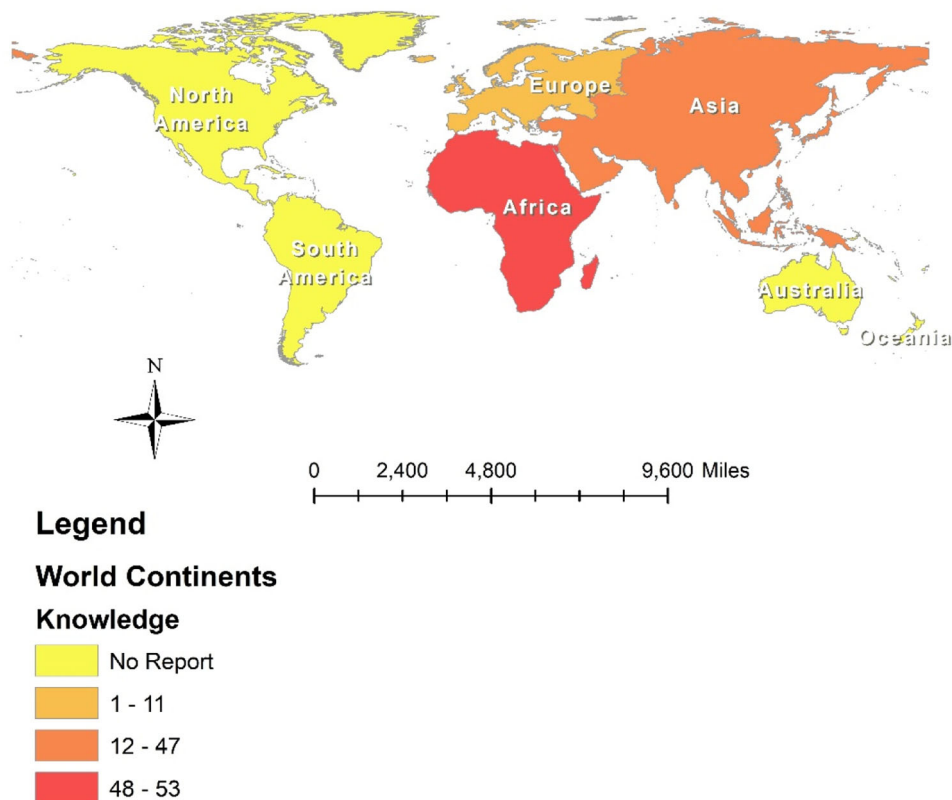 North
America
Europe
Asia
Africa
South
America
Australia
Oceania
N
0 2,400 4,800 9,600 Miles
Legend
World Continents
Knowledge
No Report
1 - 11
12 - 47
48 - 53